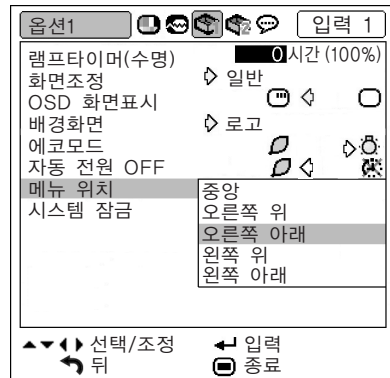 옵션1 입력 1
램프타이머(수명) 0 시간 (100%)
화면조정 일반
OSD 화면표시
배경화면 로고
에코모드
자동 전원 OFF
메뉴 위치 중앙
시스템 잠금 오른쪽 위
오른쪽 아래
왼쪽 위
왼쪽 아래
선택/조정 입력
뒤 종료